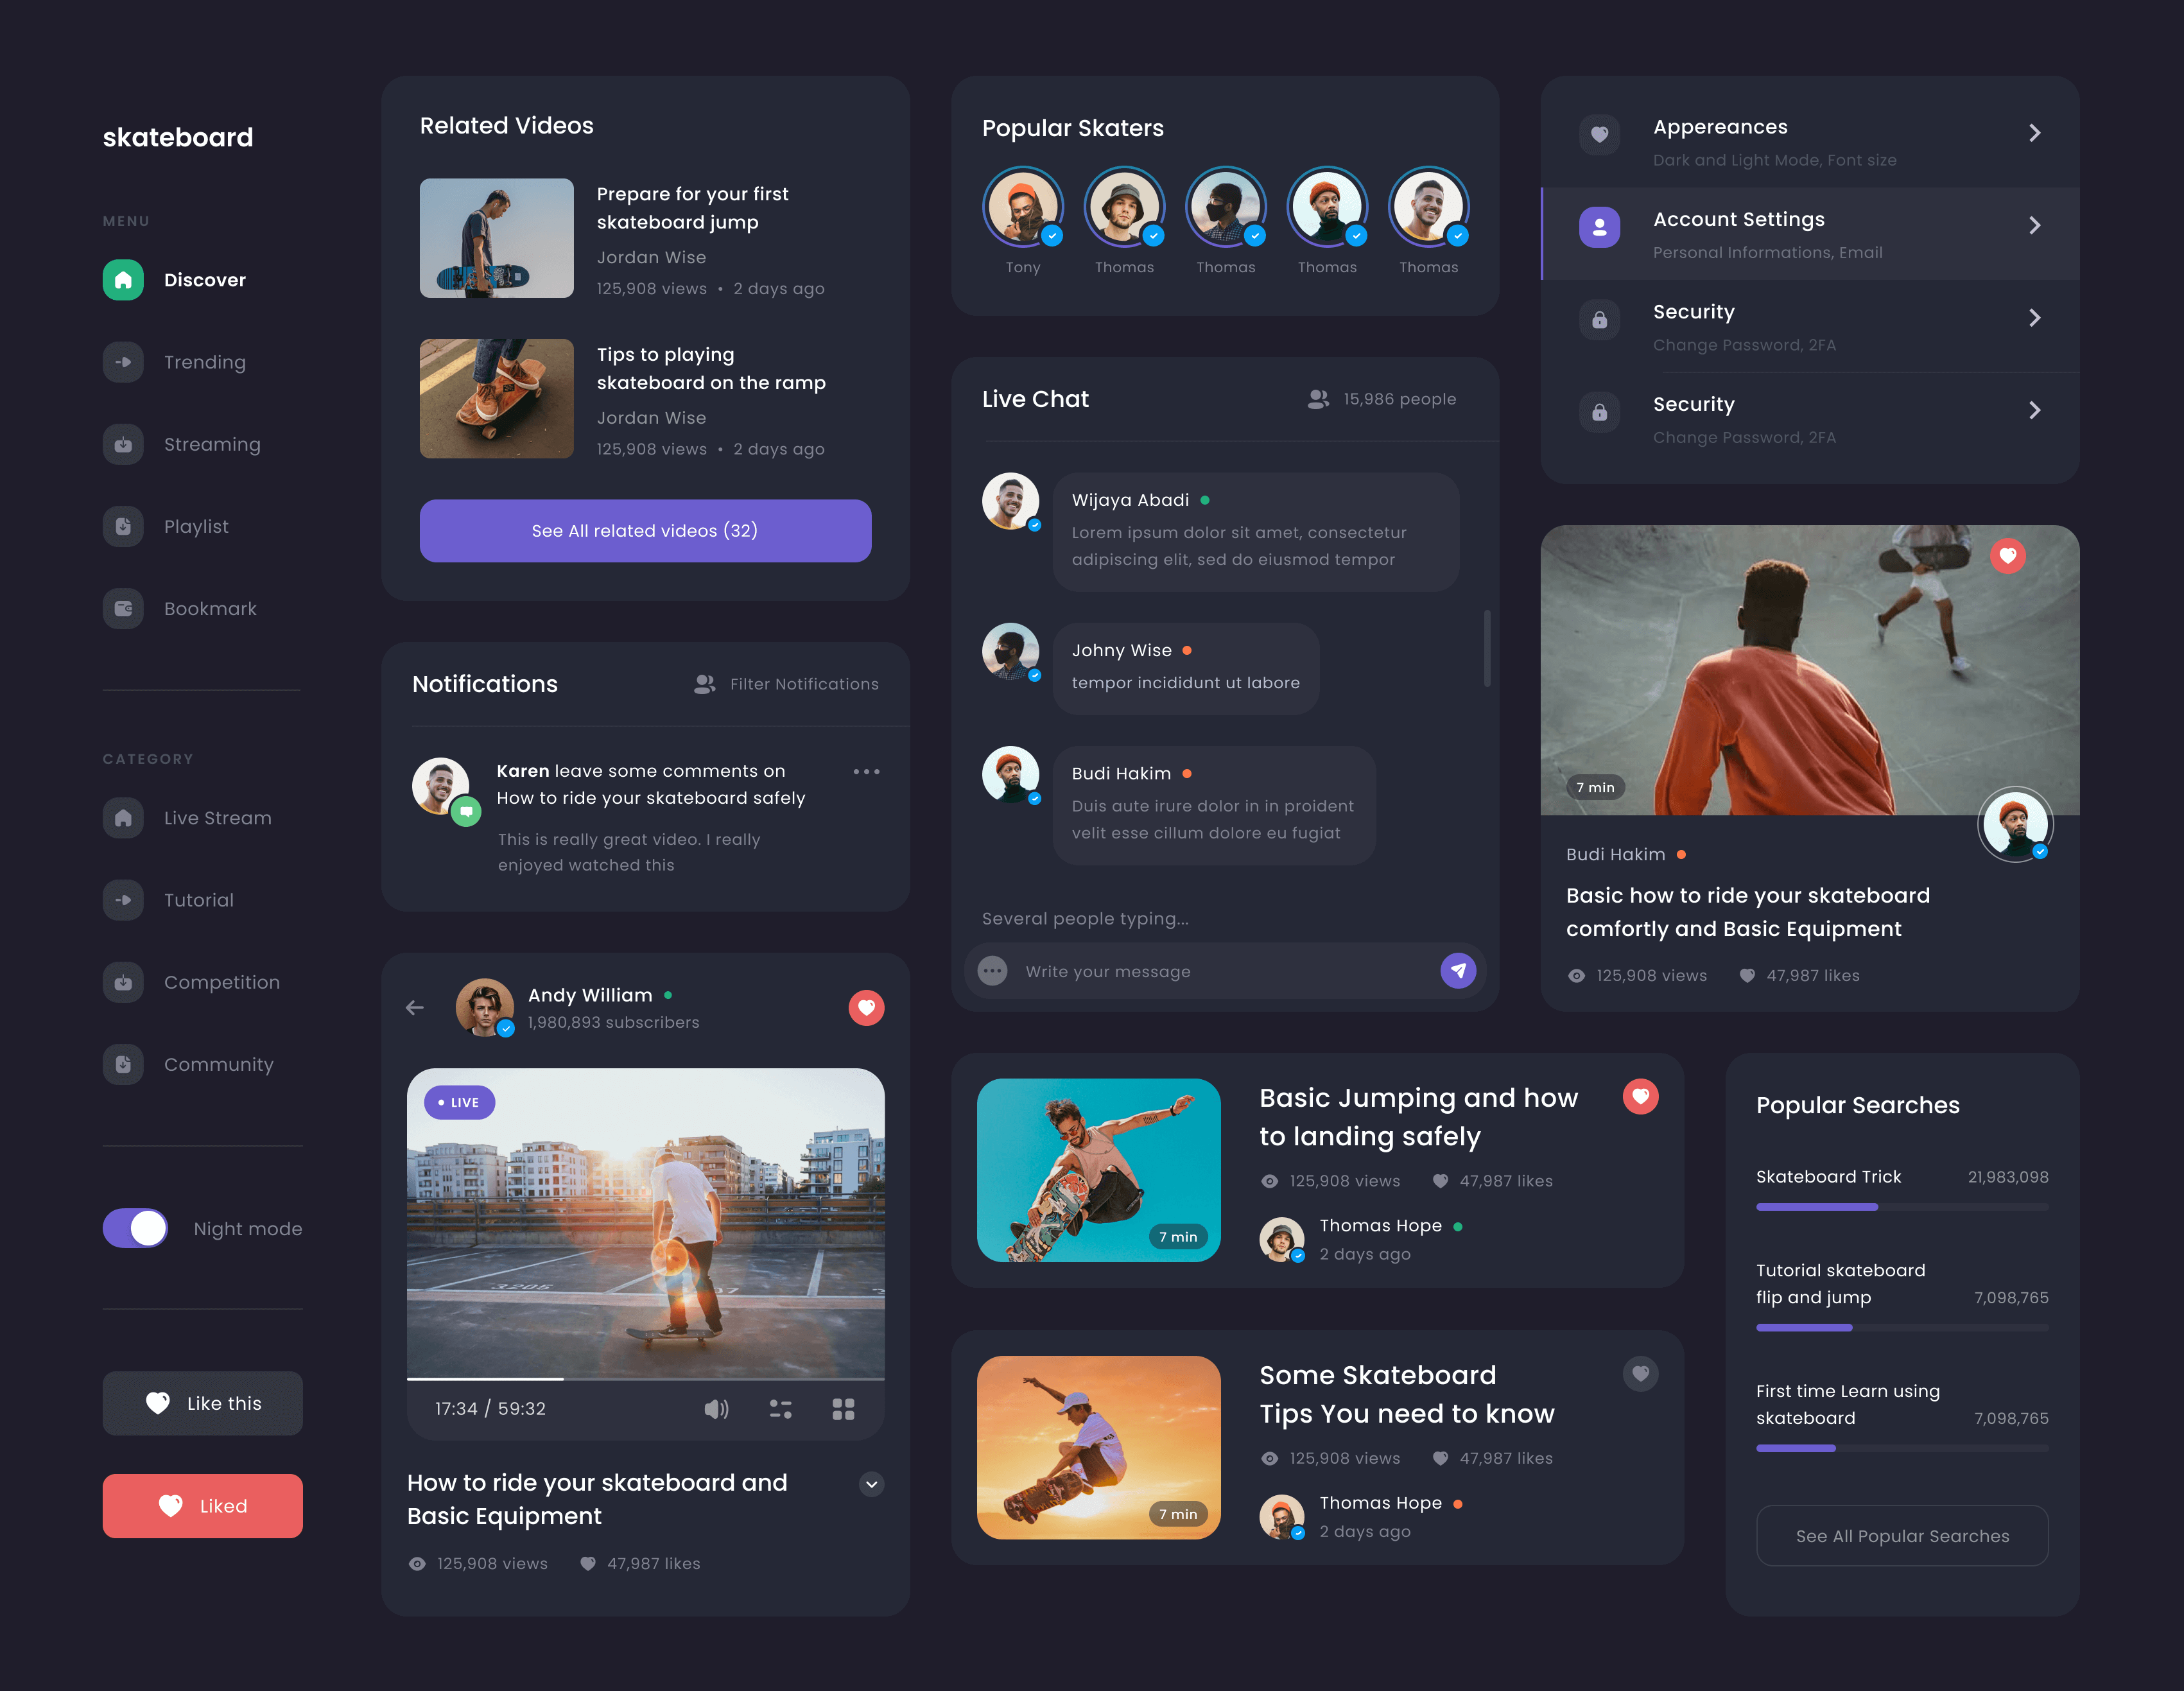 skateboard
MENU
Discover
Trending
Streaming
Playlist
Bookmark
CATEGORY
Live Stream
Tutorial
Competition
Community
Night mode
Like this
Liked
Related Videos
Prepare for your first
skateboard jump
Jordan Wise
125,908 views • 2 days ago
Tips to playing
skateboard on the ramp
Jordan Wise
125,908 views • 2 days ago
See All related videos (32)
Notifications
Filter Notifications
Karen leave some comments on
How to ride your skateboard safely
This is really great video. I really
enjoyed watched this
Andy William
1,980,893 subscribers
LIVE
3205
07
17:34 / 59:32
How to ride your skateboard and
Basic Equipment
125,908 views 47,987 likes
Popular Skaters
Tony Thomas Thomas Thomas Thomas
Live Chat
15,986 people
Wijaya Abadi
Lorem ipsum dolor sit amet, consectetur
adipiscing elit, sed do eiusmod tempor
Johny Wise
tempor incididunt ut labore
Budi Hakim
Duis aute irure dolor in in proident
velit esse cillum dolore eu fugiat
Several people typing...
Write your message
Appereances
Dark and Light Mode, Font size
Account Settings
Personal Informations, Email
Security
Change Password, 2FA
Security
Change Password, 2FA
7 min
Budi Hakim
Basic how to ride your skateboard
comfortly and Basic Equipment
125,908 views 47,987 likes
7 min
Basic Jumping and how
to landing safely
125,908 views 47,987 likes
Thomas Hope
2 days ago
7 min
Some Skateboard
Tips You need to know
125,908 views 47,987 likes
Thomas Hope
2 days ago
Popular Searches
Skateboard Trick 21,983,098
Tutorial skateboard
flip and jump 7,098,765
First time Learn using
skateboard 7,098,765
See All Popular Searches